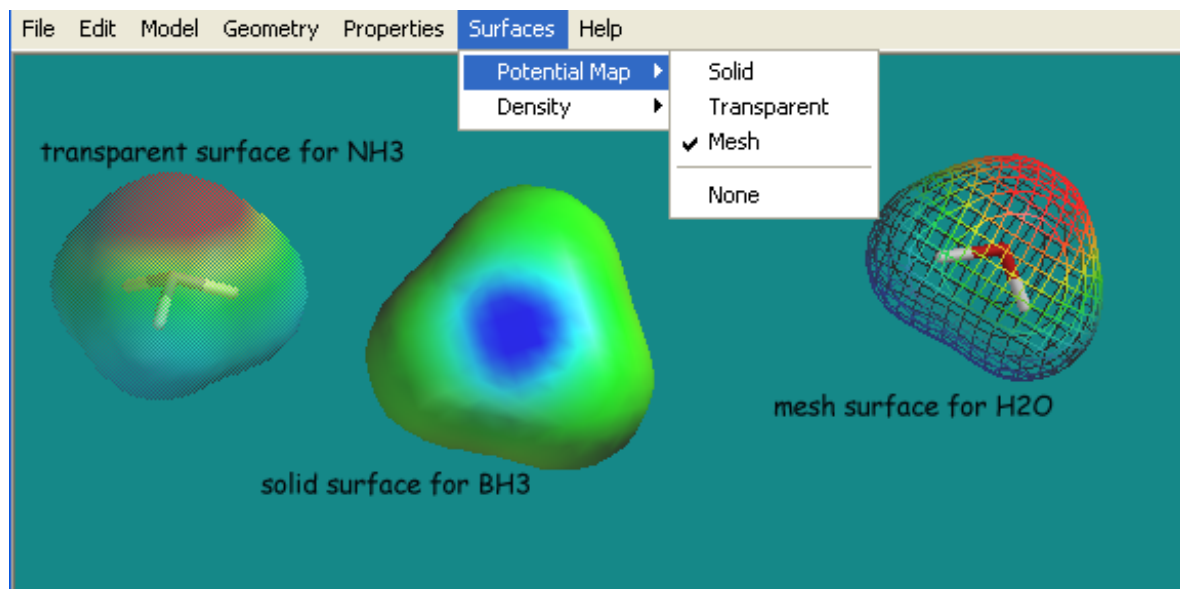 File Edit Model Geometry Properties Surfaces Help
Potential Map
Density
Solid
Transparent
Mesh
None
transparent surface for NH3
solid surface for BH3
mesh surface for H2O